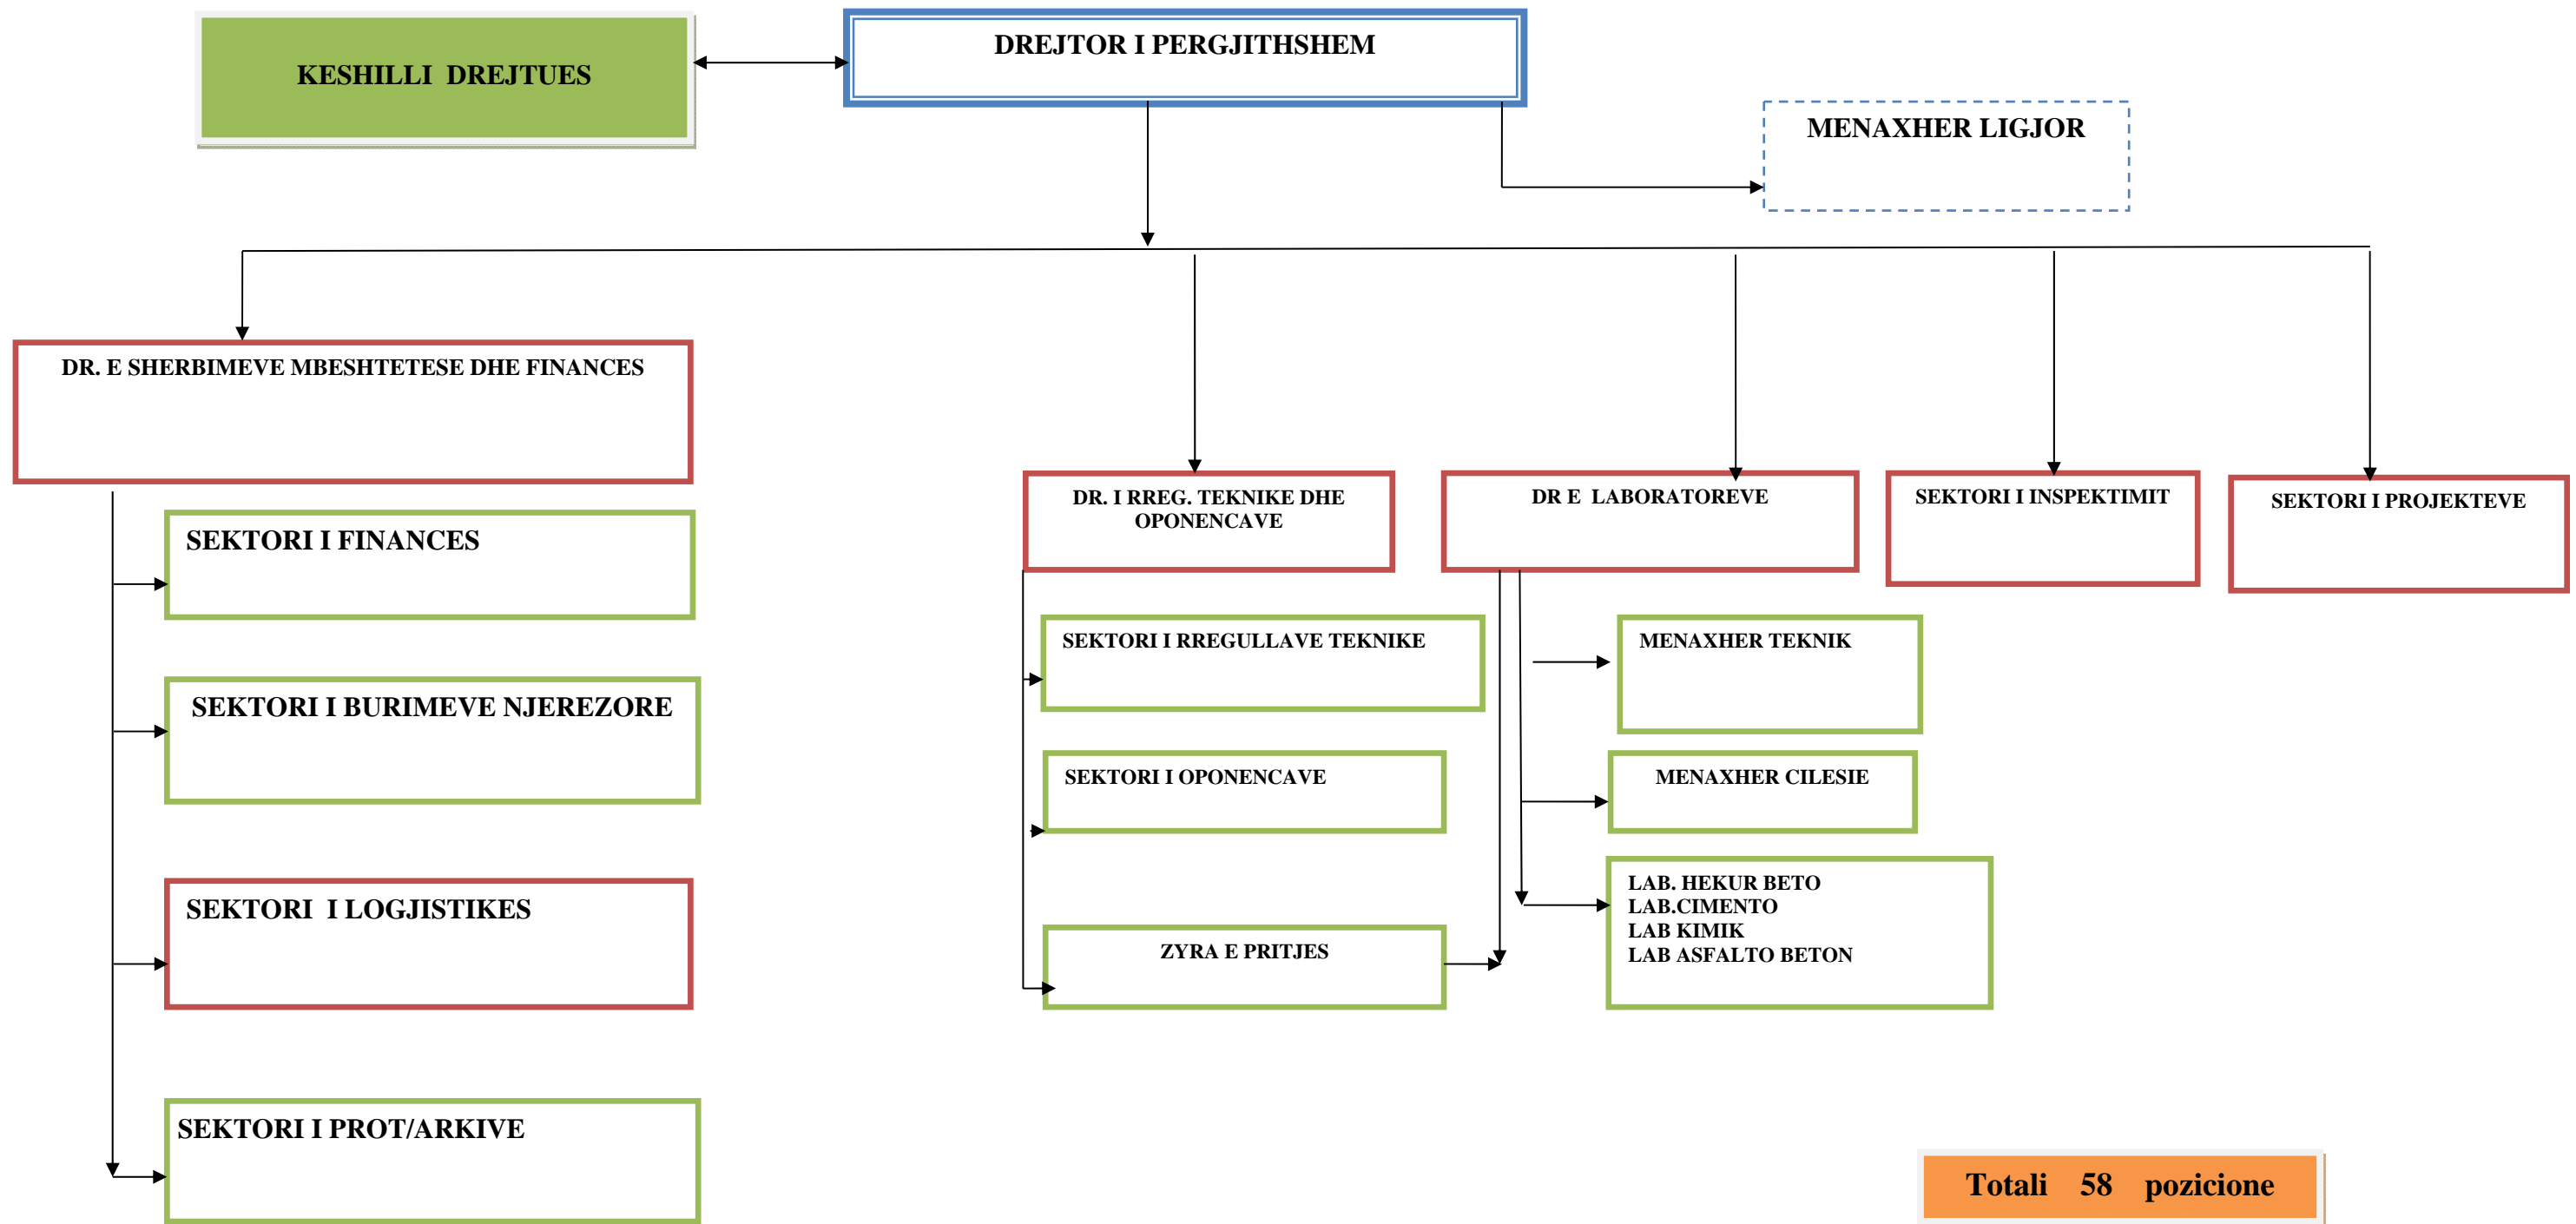 KESHILLI DREJTUES
DREJTOR I PERGJITHSHEM
MENAXHER LIGJOR
DR. E SHERBIMEVE MBESHTETESE DHE FINANCES
DR. I RREG. TEKNIKE DHE
OPONENCAVE
DR E LABORATOREVE
SEKTORI I INSPEKTIMIT
SEKTORI I PROJEKTEVE
SEKTORI I FINANCES
SEKTORI I BURIMEVE NJEREZORE
SEKTORI I LOGJISTIKES
SEKTORI I PROT/ARKIVE
SEKTORI I RREGULLAVE TEKNIKE
SEKTORI I OPONENCAVE
ZYRA E PRITJES
MENAXHER TEKNIK
MENAXHER CILESIE
LAB. HEKUR BETO
LAB.CIMENTO
LAB KIMIK
LAB ASFALTO BETON
Totali 58 pozicione